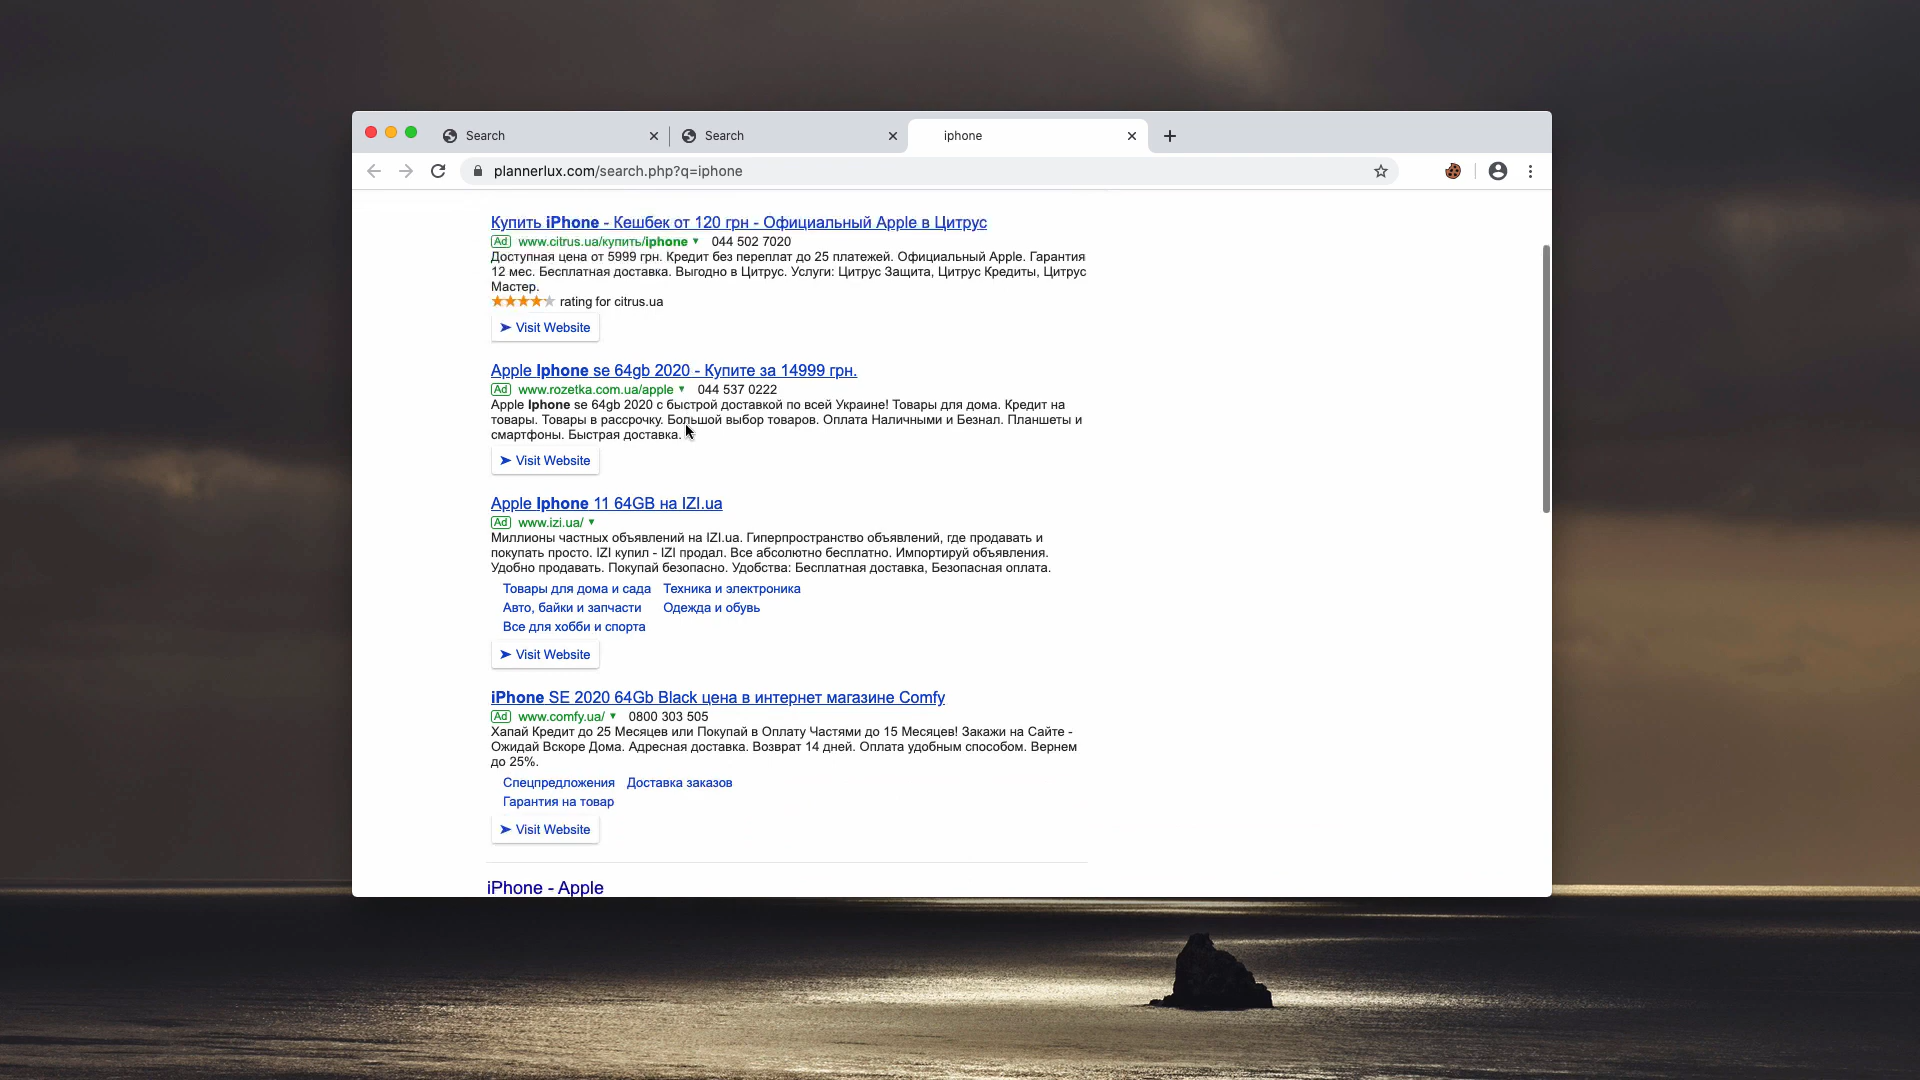 Search
Search
iphone
plannerlux.com/search.php?q=iphone
Купить iPhone - Кешбек от 120 грн - Официальный Apple в Цитрус
Ad www.citrus.ua/купить/iphone ▼ 044 502 7020
Доступная цена от 5999 грн. Кредит без переплат до 25 платежей. Официальный Apple. Гарантия
12 мес. Бесплатная доставка. Выгодно в Цитрус. Услуги: Цитрус Защита, Цитрус Кредиты, Цитрус
Мастер.
rating for citrus.ua
➤ Visit Website
Apple Iphone se 64gb 2020 - Купите за 14999 грн.
Ad www.rozetka.com.ua/apple ▼ 044 537 0222
Apple Iphone se 64gb 2020 с быстрой доставкой по всей Украине! Товары для дома. Кредит на
товары. Товары в рассрочку. Большой выбор товаров. Оплата Наличными и Безнал. Планшеты и
смартфоны. Быстрая доставка.
➤ Visit Website
Apple Iphone 11 64GB на IZI.ua
Ad www.izi.ua/ ▼
Миллионы частных объявлений на IZI.ua. Гиперпространство объявлений, где продавать и
покупать просто. IZI купил - IZI продал. Все абсолютно бесплатно. Импортируй объявления.
Удобно продавать. Покупай безопасно. Удобства: Бесплатная доставка, Безопасная оплата.
Товары для дома и сада Техника и электроника
Авто, байки и запчасти Одежда и обувь
Все для хобби и спорта
➤ Visit Website
iPhone SE 2020 64Gb Black цена в интернет магазине Comfy
Ad www.comfy.ua/ ▼ 0800 303 505
Хапай Кредит до 25 Месяцев или Покупай в Оплату Частями до 15 Месяцев! Закажи на Сайте -
Ожидай Вскоре Дома. Адресная доставка. Возврат 14 дней. Оплата удобным способом. Вернем
до 25%.
Спецпредложения Доставка заказов
Гарантия на товар
➤ Visit Website
iPhone - Apple